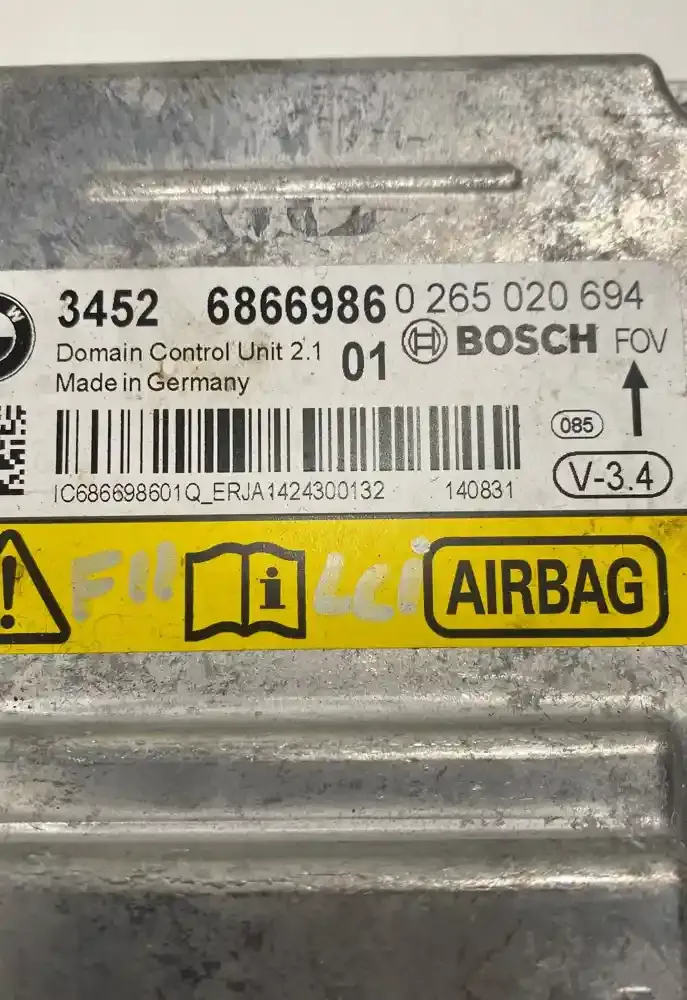 W
3452 6866986 0 265 020 694
Domain Control Unit 2.1 01 BOSCH FOV
Made in Germany
085
V-3.4
IC686698601Q_ERJA1424300132 140831
! F11 i LCi AIRBAG